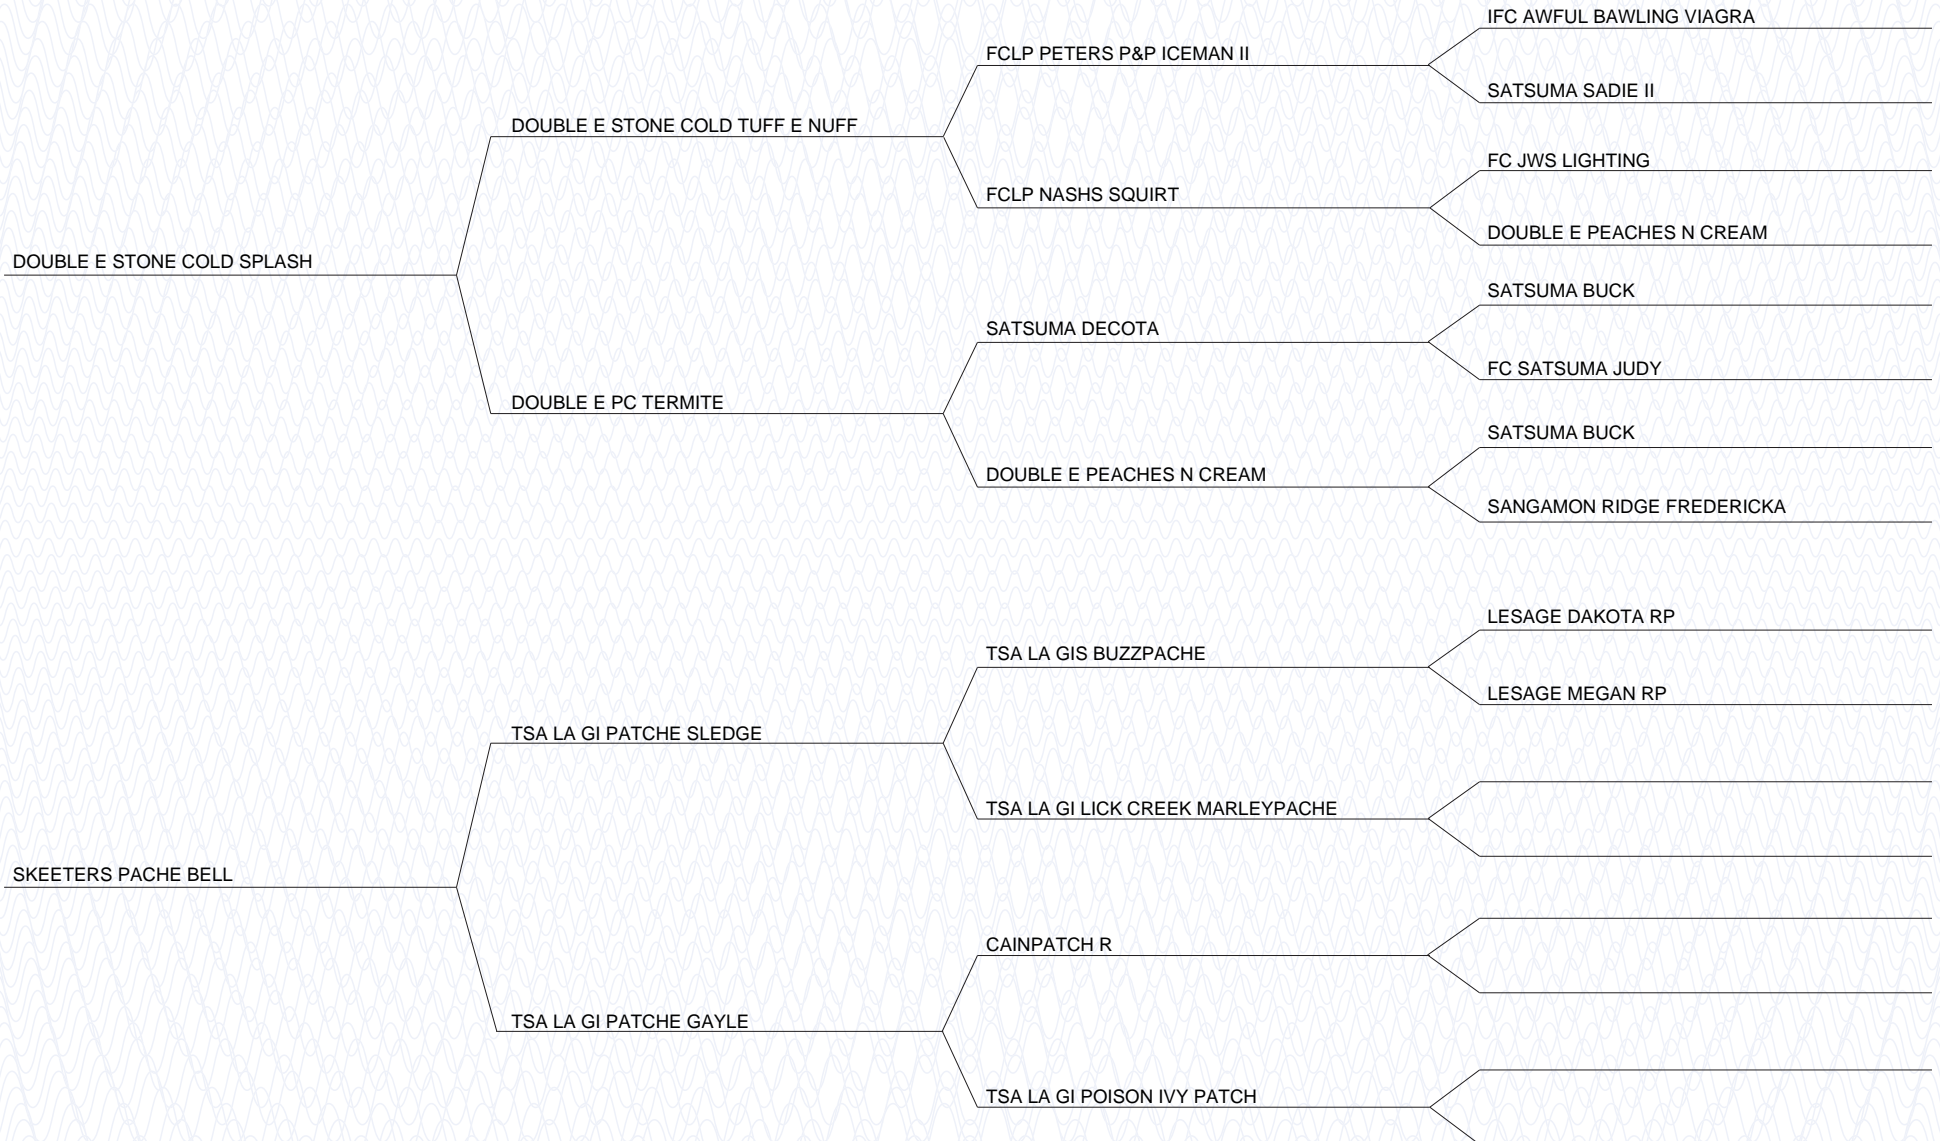 IFC AWFUL BAWLING VIAGRA
FCLP PETERS P&P ICEMAN II
SATSUMA SADIE II
DOUBLE E STONE COLD TUFF E NUFF
FC JWS LIGHTING
FCLP NASHS SQUIRT
DOUBLE E PEACHES N CREAM
DOUBLE E STONE COLD SPLASH
SATSUMA BUCK
SATSUMA DECOTA
FC SATSUMA JUDY
DOUBLE E PC TERMITE
SATSUMA BUCK
DOUBLE E PEACHES N CREAM
SANGAMON RIDGE FREDERICKA
LESAGE DAKOTA RP
TSA LA GIS BUZZPACHE
LESAGE MEGAN RP
TSA LA GI PATCHE SLEDGE
TSA LA GI LICK CREEK MARLEYPACHE
SKEETERS PACHE BELL
CAINPATCH R
TSA LA GI PATCHE GAYLE
TSA LA GI POISON IVY PATCH